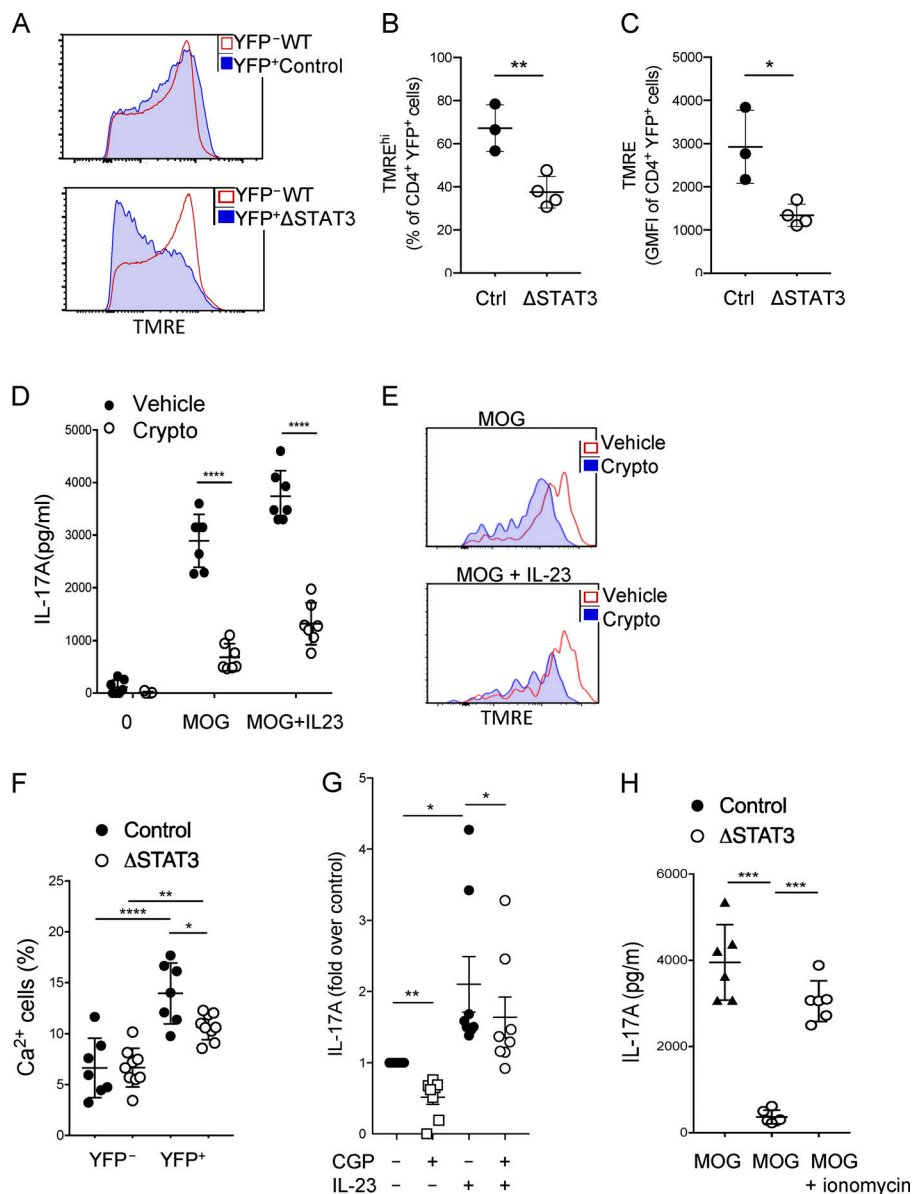 A
YFP⁻WT
YFP⁺Control
YFP⁻WT
YFP⁺ΔSTAT3
TMRE
B
**
TMREʰⁱ
(% of CD4⁺ YFP⁺ cells)
100
80
60
40
20
0
Ctrl ΔSTAT3
C
*
TMRE
(GMFI of CD4⁺ YFP⁺ cells)
5000
4000
3000
2000
1000
0
Ctrl ΔSTAT3
D
Vehicle
Crypto
IL-17A(pg/ml)
5000
4000
3000
2000
1000
0
****
****
0 MOG MOG+IL23
E
MOG
Vehicle
Crypto
MOG + IL-23
Vehicle
Crypto
TMRE
F
Control
ΔSTAT3
Ca²⁺ cells (%)
25
20
15
10
5
0
**
****
*
YFP⁻ YFP⁺
G
IL-17A (fold over control)
5
4
3
2
1
0
*
*
**
CGP – + – +
IL-23 – – + +
H
Control
ΔSTAT3
IL-17A (pg/m)
6000
4000
2000
0
***
***
MOG MOG MOG
+ ionomycin